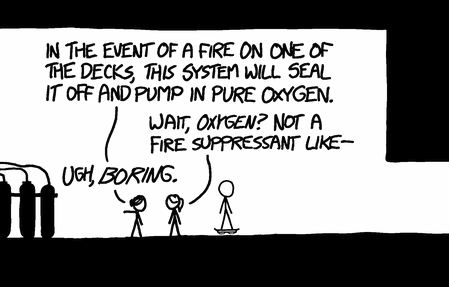 IN THE EVENT OF A FIRE ON ONE OF
THE DECKS, THIS SYSTEM WILL SEAL
IT OFF AND PUMP IN PURE OXYGEN.
WAIT, OXYGEN? NOT A
FIRE SUPPRESSANT LIKE—
UGH, BORING.